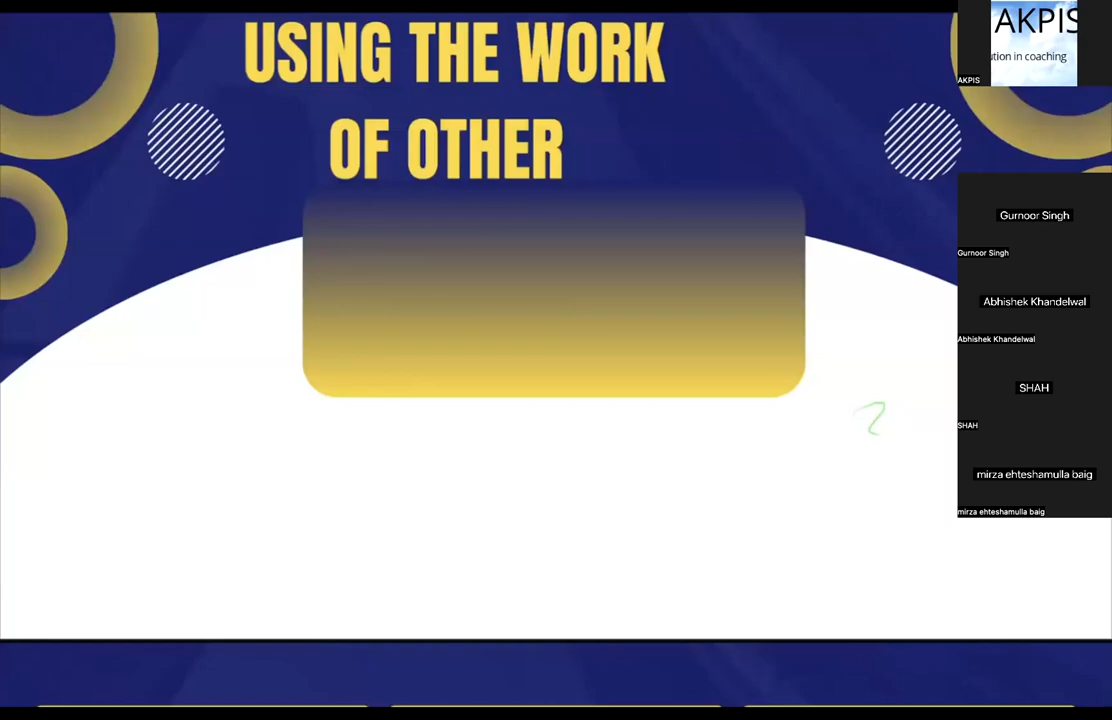 USING THE WORK
OF OTHER
AKPIS
ution in coaching
AKPIS
Gurnoor Singh
Gurnoor Singh
Abhishek Khandelwal
Abhishek Khandelwal
SHAH
SHAH
mirza ehteshamulla baig
mirza ehteshamulla baig